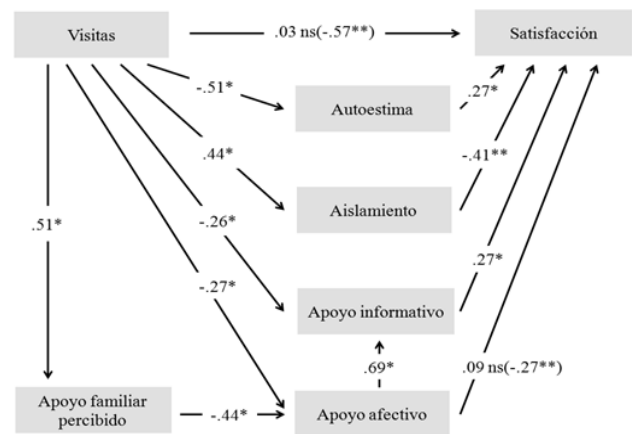 Visitas
.03 ns(-.57**)
Satisfacción
-.51*
Autoestima
.27*
.44*
Aislamiento
-.41**
.51*
-.26*
-.27*
Apoyo informativo
.27*
.69*
.09 ns(-.27**)
Apoyo familiar
percibido
-.44*
Apoyo afectivo